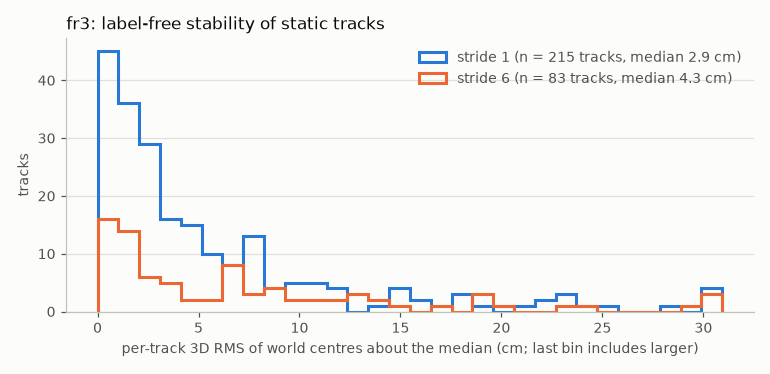 fr3: label-free stability of static tracks
stride 1 (n = 215 tracks, median 2.9 cm)
stride 6 (n = 83 tracks, median 4.3 cm)
tracks
40
30
20
10
0
0 5 10 15 20 25 30
per-track 3D RMS of world centres about the median (cm; last bin includes larger)